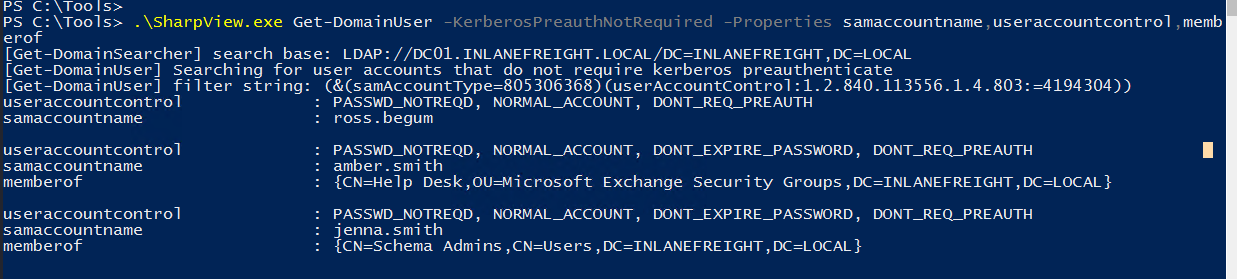 PS C:\Tools>
PS C:\Tools> .\SharpView.exe Get-DomainUser -KerberosPreauthNotRequired -Properties samaccountname,useraccountcontrol,memb
erof
[Get-DomainSearcher] search base: LDAP://DC01.INLANEFREIGHT.LOCAL/DC=INLANEFREIGHT,DC=LOCAL
[Get-DomainUser] Searching for user accounts that do not require kerberos preauthenticate
[Get-DomainUser] filter string: (&(samAccountType=805306368)(userAccountControl:1.2.840.113556.1.4.803:=4194304))
useraccountcontrol             : PASSWD_NOTREQD, NORMAL_ACCOUNT, DONT_REQ_PREAUTH
samaccountname                 : ross.begum

useraccountcontrol             : PASSWD_NOTREQD, NORMAL_ACCOUNT, DONT_EXPIRE_PASSWORD, DONT_REQ_PREAUTH
samaccountname                 : amber.smith
memberof                       : {CN=Help Desk,OU=Microsoft Exchange Security Groups,DC=INLANEFREIGHT,DC=LOCAL}

useraccountcontrol             : PASSWD_NOTREQD, NORMAL_ACCOUNT, DONT_EXPIRE_PASSWORD, DONT_REQ_PREAUTH
samaccountname                 : jenna.smith
memberof                       : {CN=Schema Admins,CN=Users,DC=INLANEFREIGHT,DC=LOCAL}